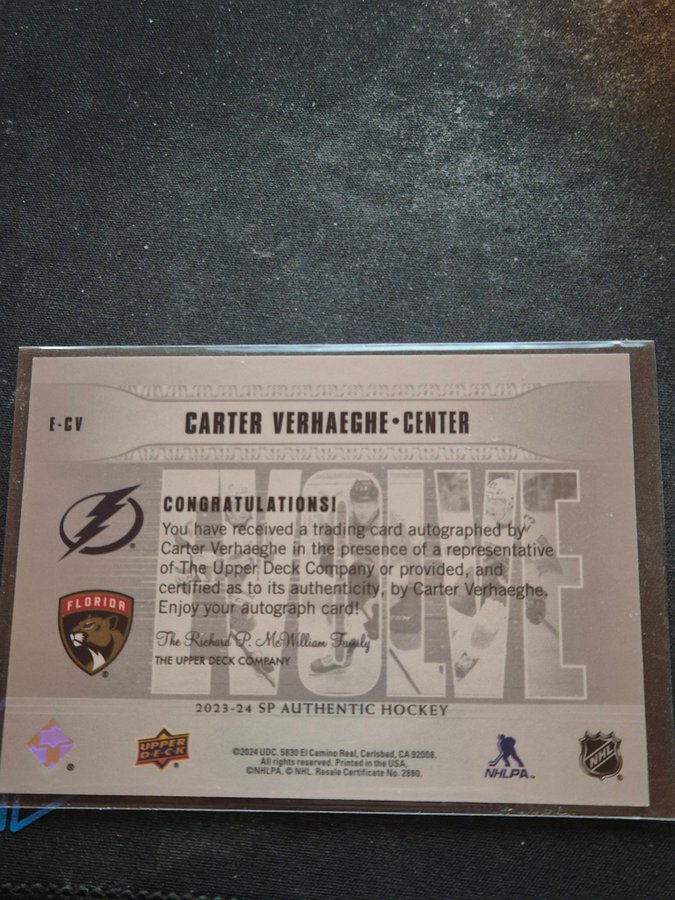 E-CV
CARTER VERHAEGHE • CENTER
EVOLVE
CONGRATULATIONS!
You have received a trading card autographed by
Carter Verhaeghe in the presence of a representative
of The Upper Deck Company or provided, and
certified as to its authenticity, by Carter Verhaeghe.
Enjoy your autograph card!
FLORIDA
The Richard P. McWilliam Family
THE UPPER DECK COMPANY
2023-24 SP AUTHENTIC HOCKEY
UPPER
D·E·C·K
©2024 UDC. 5830 El Camino Real, Carlsbad, CA 92008.
All rights reserved. Printed in the USA.
©NHLPA. © NHL. Resale Certificate No. 2880.
NHLPA™
NHL